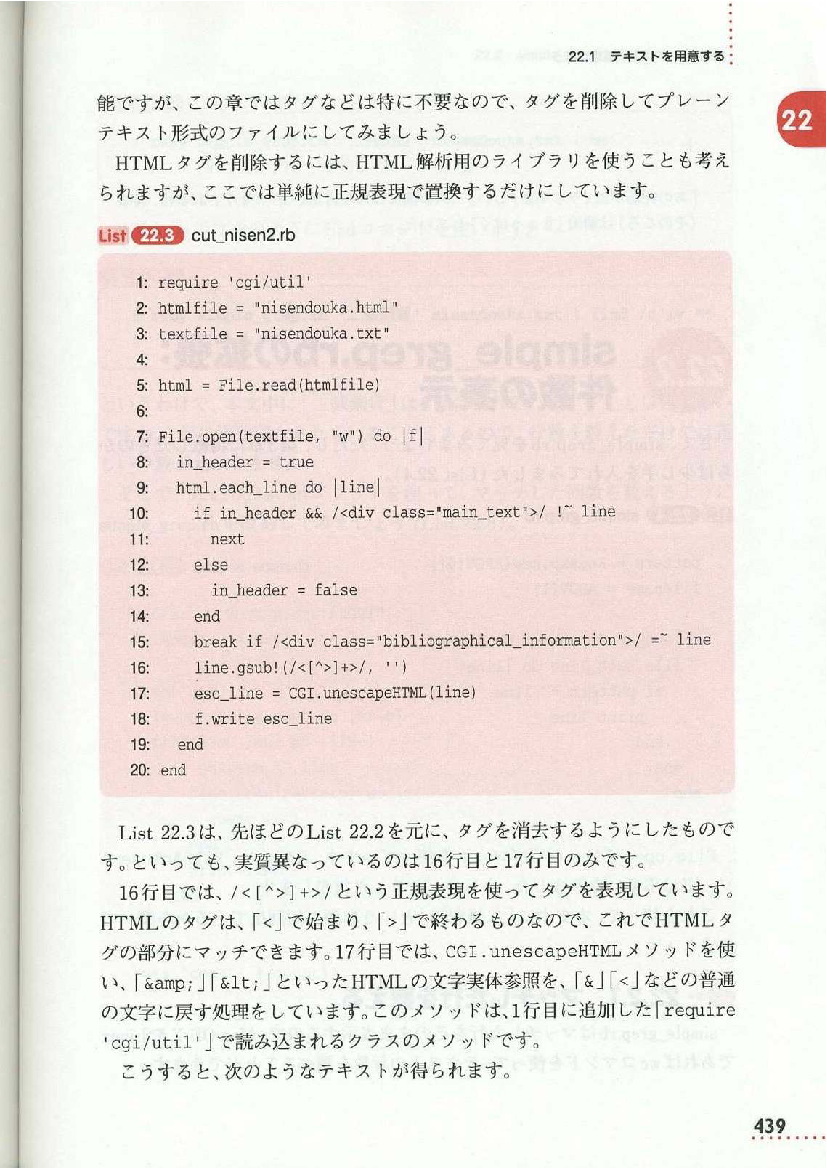 22.1 テキストを用意する
22
能ですが、この章ではタグなどは特に不要なので、タグを削除してプレーン
テキスト形式のファイルにしてみましょう。
HTMLタグを削除するには、HTML解析用のライブラリを使うことも考え
られますが、ここでは単純に正規表現で置換するだけにしています。
List 22.3 cut_nisen2.rb
1: require 'cgi/util'
2: htmlfile = "nisendouka.html"
3: textfile = "nisendouka.txt"
4:
5: html = File.read(htmlfile)
6:
7: File.open(textfile, "w") do |f|
8:   in_header = true
9:   html.each_line do |line|
10:     if in_header && /<div class="main_text">/ !~ line
11:       next
12:     else
13:       in_header = false
14:     end
15:     break if /<div class="bibliographical_information">/ =~ line
16:     line.gsub!(/<[^>]+>/, '')
17:     esc_line = CGI.unescapeHTML(line)
18:     f.write esc_line
19:   end
20: end
List 22.3は、先ほどのList 22.2を元に、タグを消去するようにしたもので
す。といっても、実質異なっているのは16行目と17行目のみです。
16行目では、/<[^>]+>/という正規表現を使ってタグを表現しています。
HTMLのタグは、「<」で始まり、「>」で終わるものなので、これでHTMLタ
グの部分にマッチできます。17行目では、CGI.unescapeHTMLメソッドを使
い、「&amp;」「&lt;」といったHTMLの文字実体参照を、「&」「<」などの普通
の文字に戻す処理をしています。このメソッドは、1行目に追加した「require
'cgi/util'」で読み込まれるクラスのメソッドです。
こうすると、次のようなテキストが得られます。
439